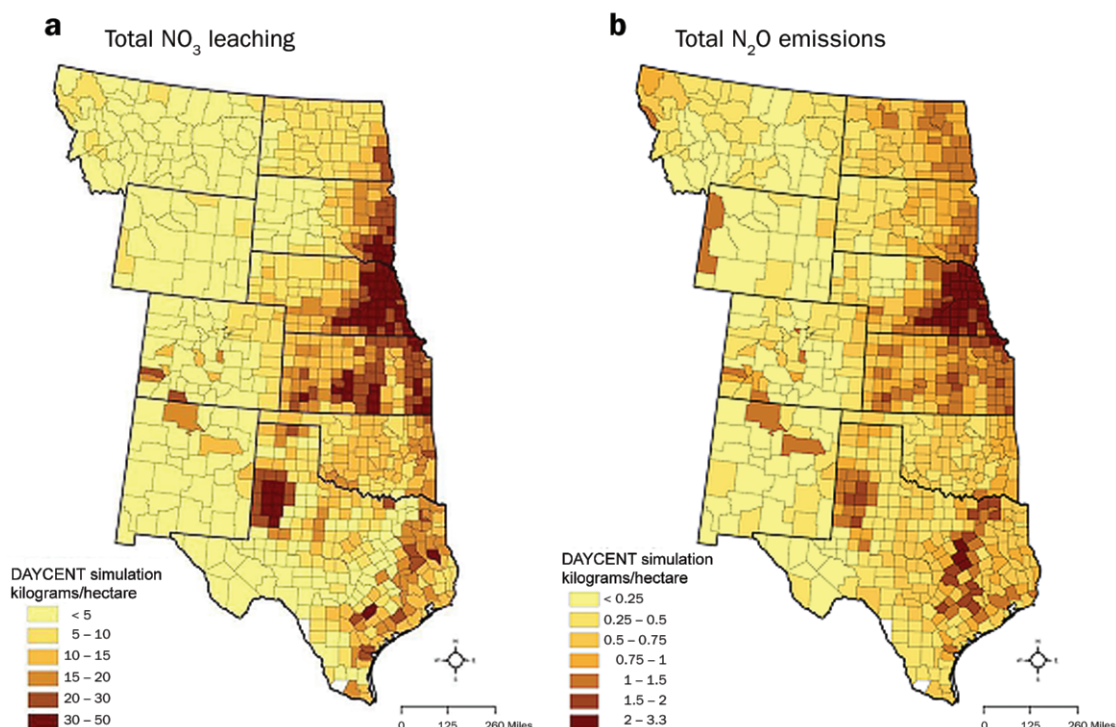 a
Total NO3 leaching
DAYCENT simulation
kilograms/hectare
< 5
5 – 10
10 – 15
15 – 20
20 – 30
30 – 50
0 125 260 Miles
b
Total N2O emissions
DAYCENT simulation
kilograms/hectare
< 0.25
0.25 – 0.5
0.5 – 0.75
0.75 – 1
1 – 1.5
1.5 – 2
2 – 3.3
0 125 260 Miles